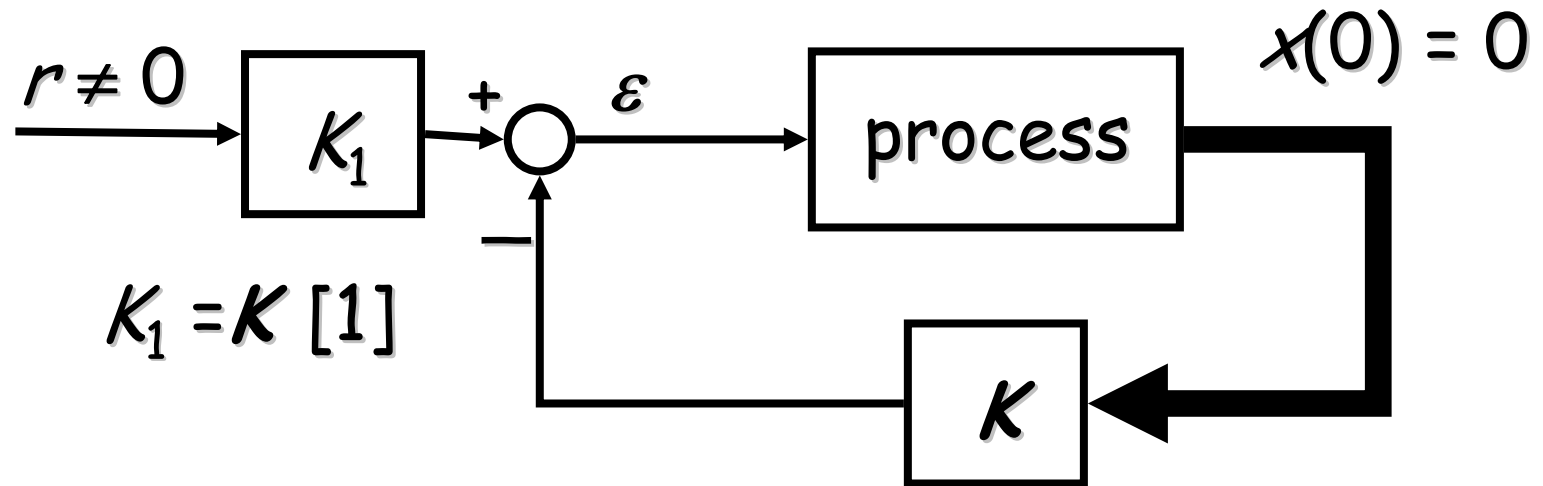 r ≠ 0
K₁
+
ε
process
x(0) = 0
−
K₁ = K [1]
K